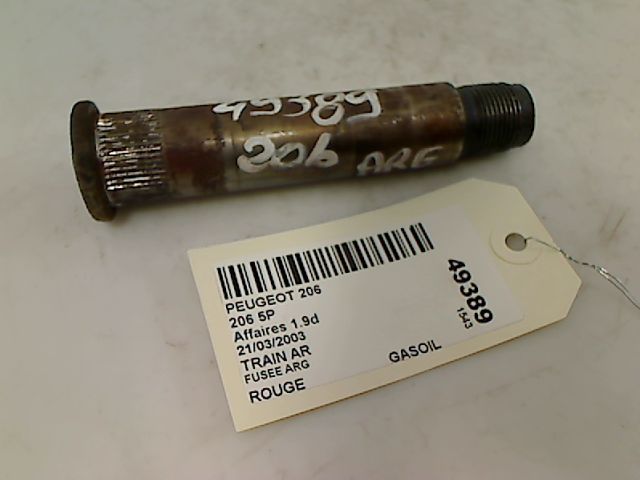 49389
206 ARE
PEUGEOT 206
206 5P
Affaires 1.9d
21/03/2003
TRAIN AR
FUSEE ARG
ROUGE
GASOIL
49389
1543